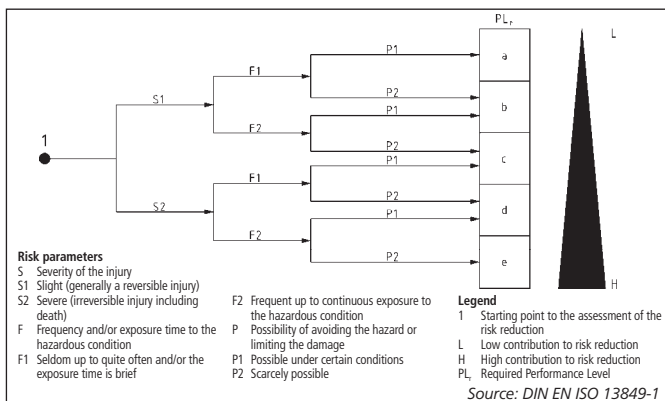 PLr
L
P1
a
F1
P2
S1
P1
b
F2
1
P2
c
P1
F1
P2
S2
d
P1
F2
P2
e
H
Risk parameters
S Severity of the injury
S1 Slight (generally a reversible injury)
S2 Severe (irreversible injury including
death)
F Frequency and/or exposure time to the
hazardous condition
F1 Seldom up to quite often and/or the
exposure time is brief
F2 Frequent up to continuous exposure to
the hazardous condition
P Possibility of avoiding the hazard or
limiting the damage
P1 Possible under certain conditions
P2 Scarcely possible
Legend
1 Starting point to the assessment of the
risk reduction
L Low contribution to risk reduction
H High contribution to risk reduction
PLr Required Performance Level
Source: DIN EN ISO 13849-1